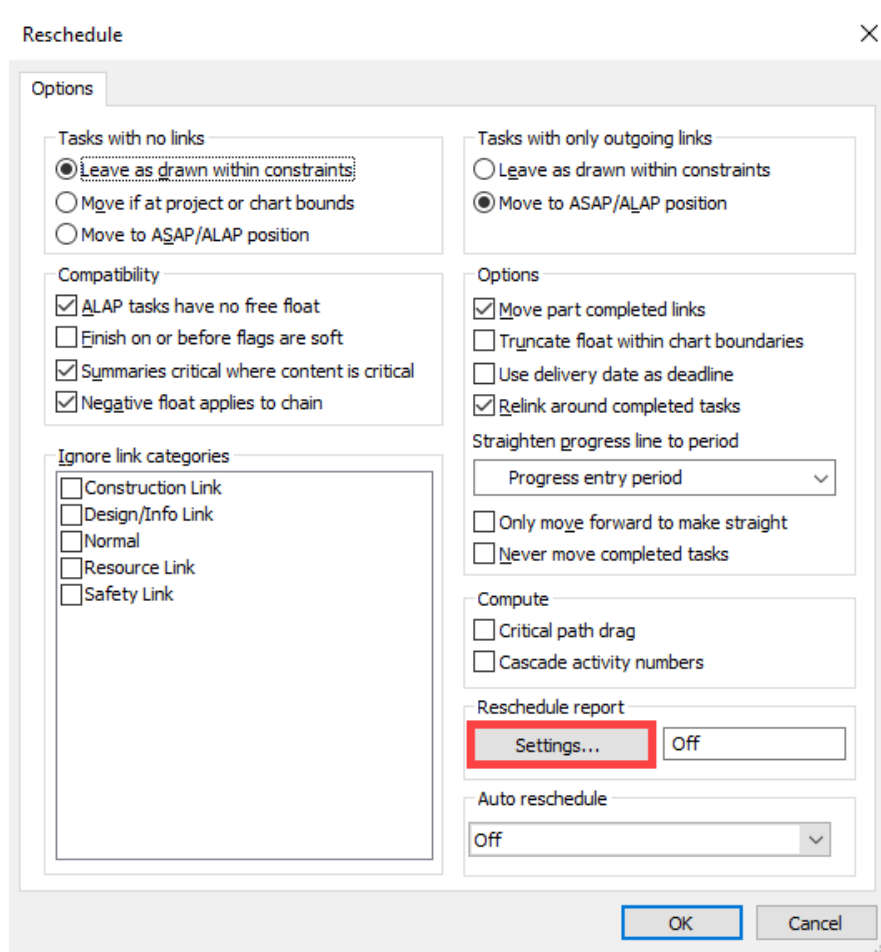 Reschedule
Options
Tasks with no links
Leave as drawn within constraints
Move if at project or chart bounds
Move to ASAP/ALAP position
Tasks with only outgoing links
Leave as drawn within constraints
Move to ASAP/ALAP position
Compatibility
ALAP tasks have no free float
Finish on or before flags are soft
Summaries critical where content is critical
Negative float applies to chain
Options
Move part completed links
Truncate float within chart boundaries
Use delivery date as deadline
Relink around completed tasks
Straighten progress line to period
Progress entry period
Only move forward to make straight
Never move completed tasks
Ignore link categories
Construction Link
Design/Info Link
Normal
Resource Link
Safety Link
Compute
Critical path drag
Cascade activity numbers
Reschedule report
Settings...
Off
Auto reschedule
Off
OK
Cancel